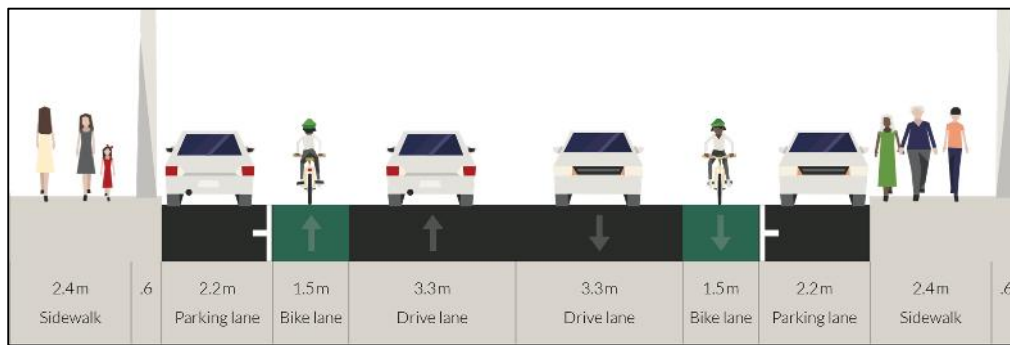 2.4m .6 2.2m 1.5m 3.3m 3.3m 1.5m 2.2m 2.4m .6
Sidewalk Parking lane Bike lane Drive lane Drive lane Bike lane Parking lane Sidewalk